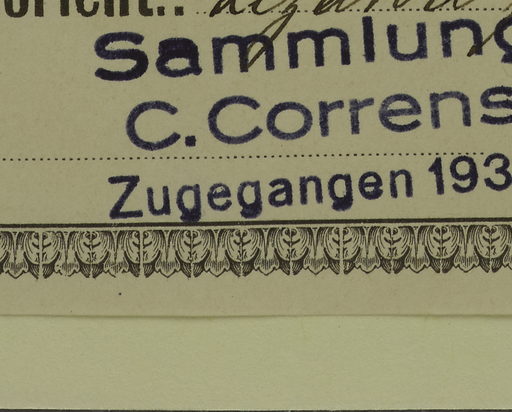 Sammlung
C. Correns
Zugegangen 193